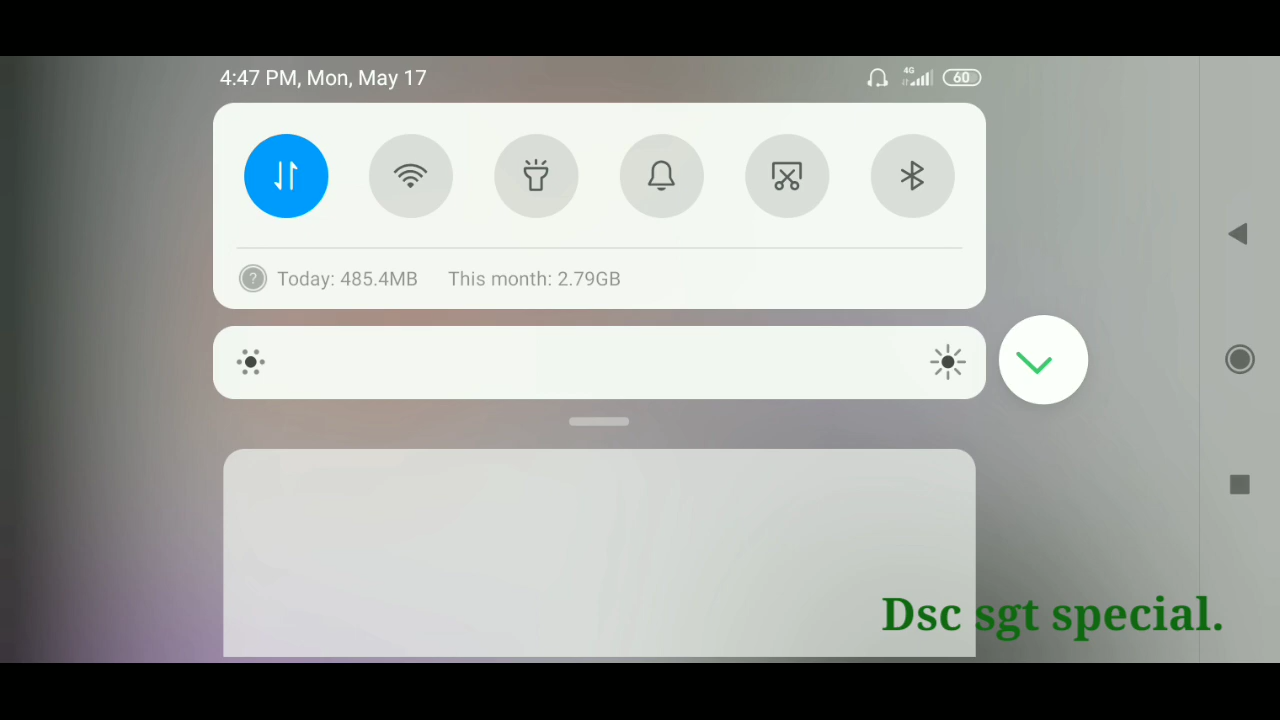 4:47 PM, Mon, May 17
4G
60
?
Today: 485.4MB This month: 2.79GB
Dsc sgt special.